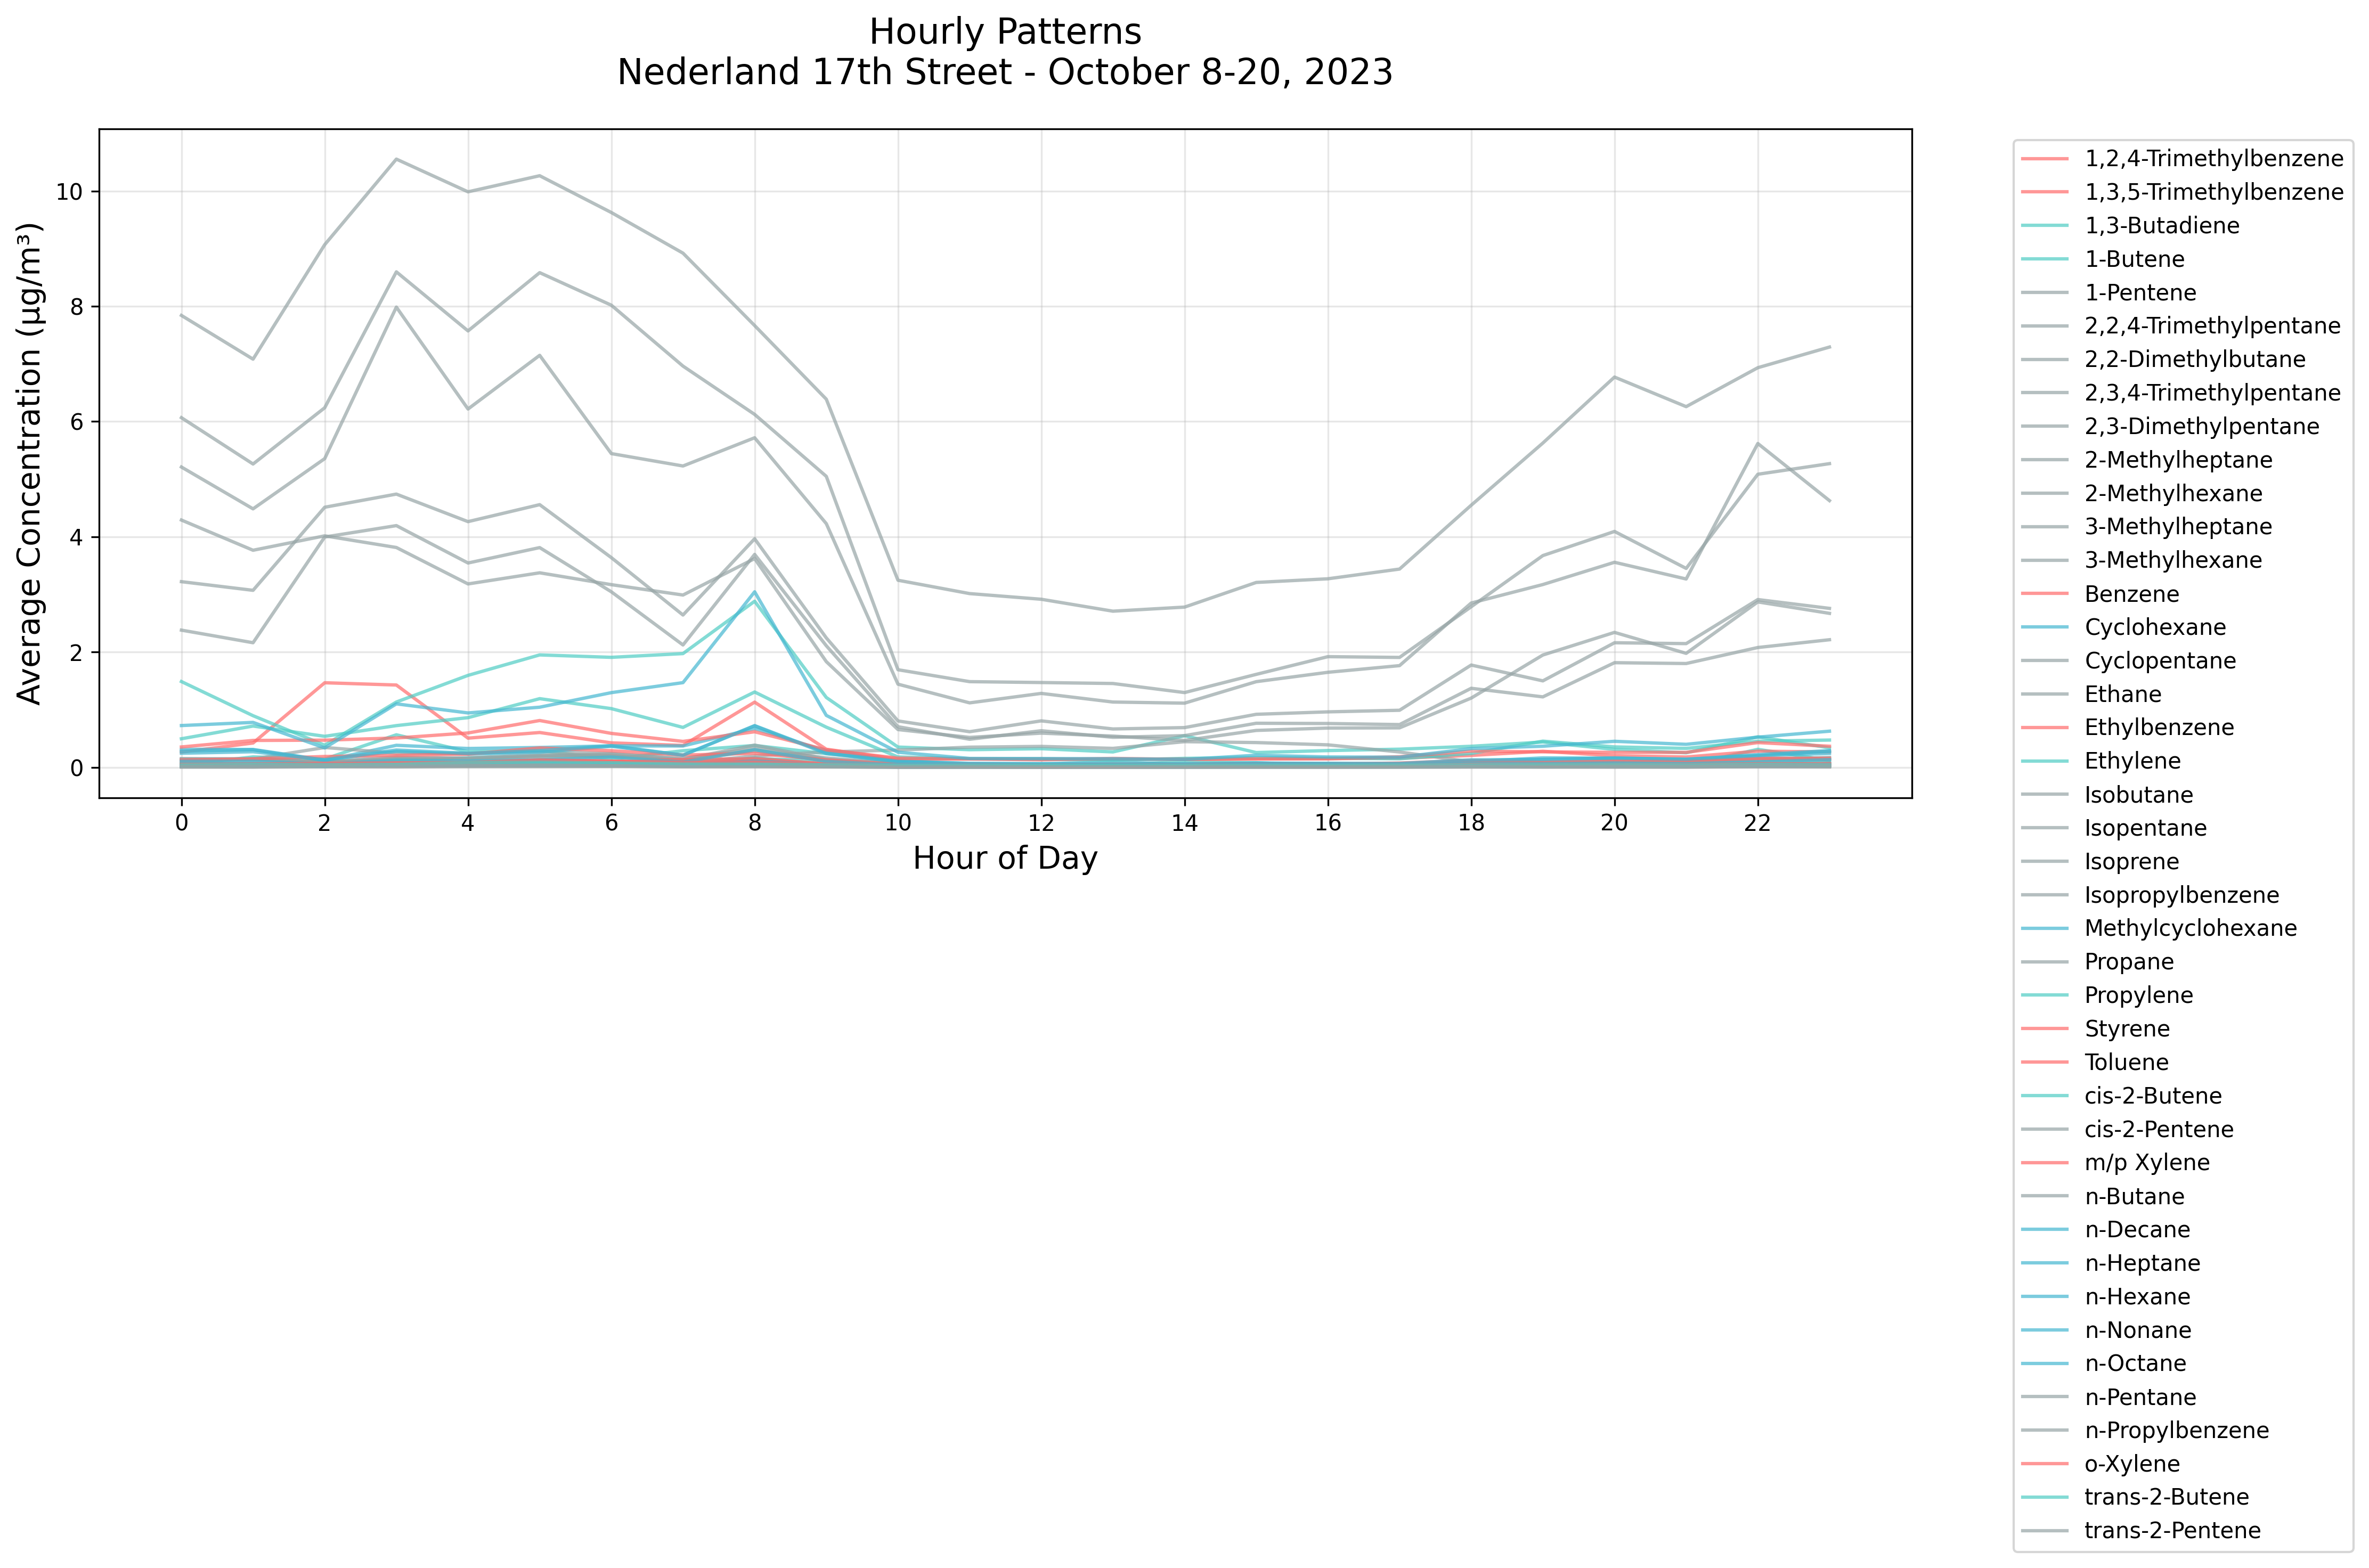 Hourly Patterns
Nederland 17th Street - October 8-20, 2023
Average Concentration (µg/m³)
10
8
6
4
2
0
0 2 4 6 8 10 12 14 16 18 20 22
Hour of Day
1,2,4-Trimethylbenzene
1,3,5-Trimethylbenzene
1,3-Butadiene
1-Butene
1-Pentene
2,2,4-Trimethylpentane
2,2-Dimethylbutane
2,3,4-Trimethylpentane
2,3-Dimethylpentane
2-Methylheptane
2-Methylhexane
3-Methylheptane
3-Methylhexane
Benzene
Cyclohexane
Cyclopentane
Ethane
Ethylbenzene
Ethylene
Isobutane
Isopentane
Isoprene
Isopropylbenzene
Methylcyclohexane
Propane
Propylene
Styrene
Toluene
cis-2-Butene
cis-2-Pentene
m/p Xylene
n-Butane
n-Decane
n-Heptane
n-Hexane
n-Nonane
n-Octane
n-Pentane
n-Propylbenzene
o-Xylene
trans-2-Butene
trans-2-Pentene